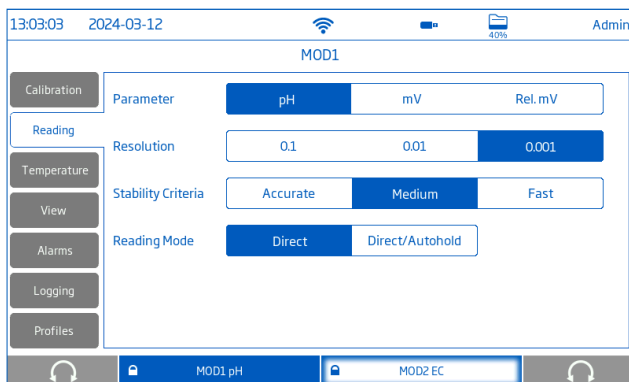 13:03:03 2024-03-12 40% Admin
MOD1
Calibration
Reading
Temperature
View
Alarms
Logging
Profiles
Parameter pH mV Rel. mV
Resolution 0.1 0.01 0.001
Stability Criteria Accurate Medium Fast
Reading Mode Direct Direct/Autohold
MOD1 pH MOD2 EC